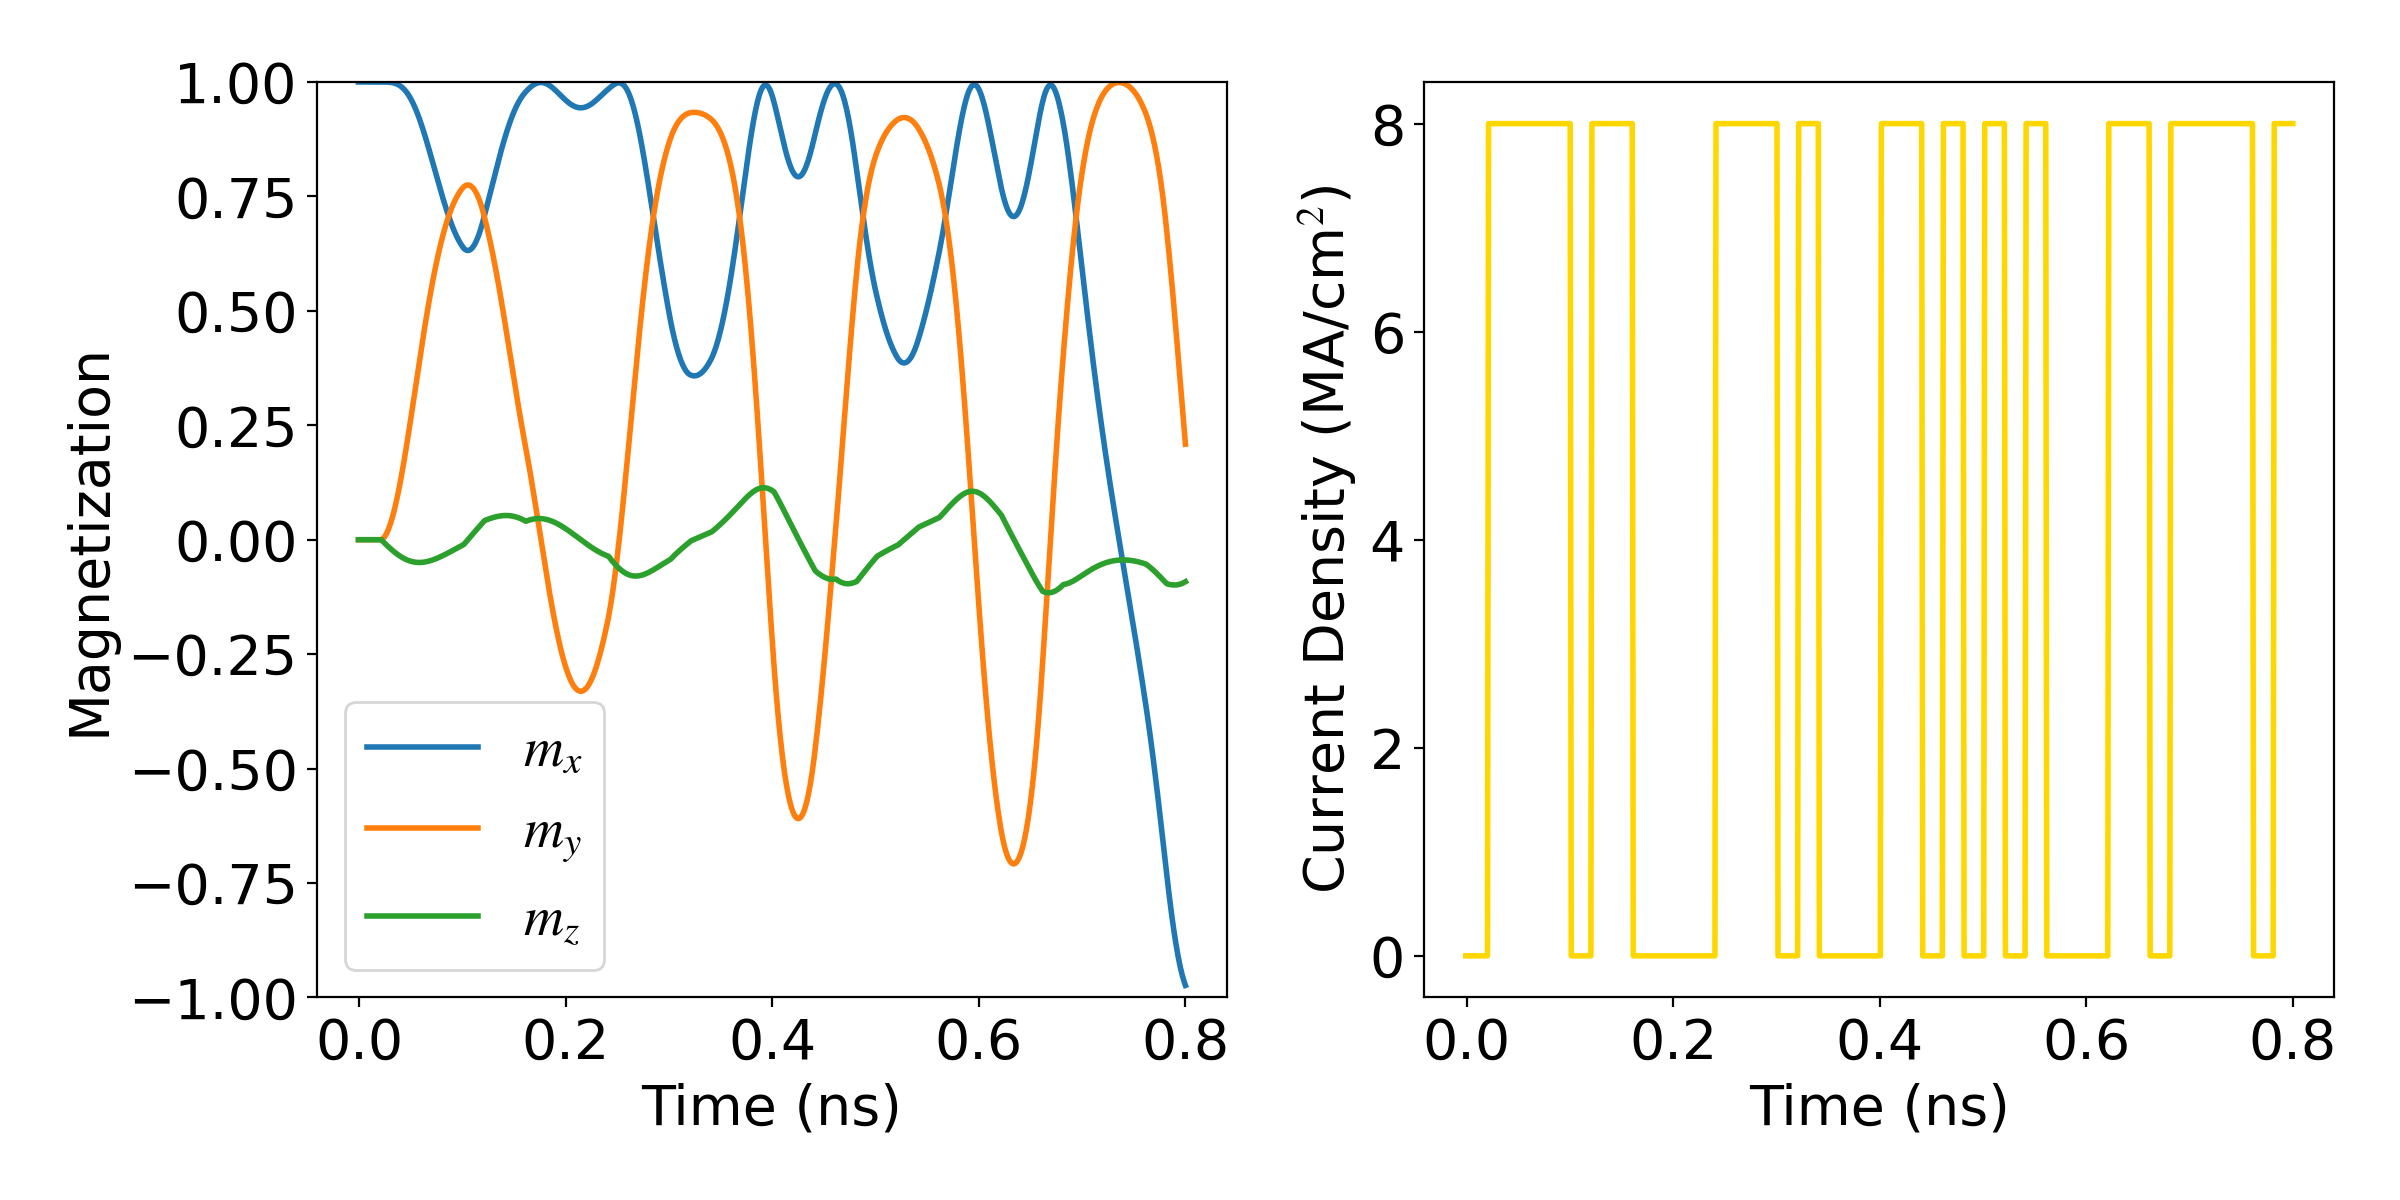 1.00
0.75
0.50
0.25
0.00
−0.25
−0.50
−0.75
−1.00
Magnetization
m_x
m_y
m_z
0.0 0.2 0.4 0.6 0.8
Time (ns)
8
6
4
2
0
Current Density (MA/cm²)
0.0 0.2 0.4 0.6 0.8
Time (ns)